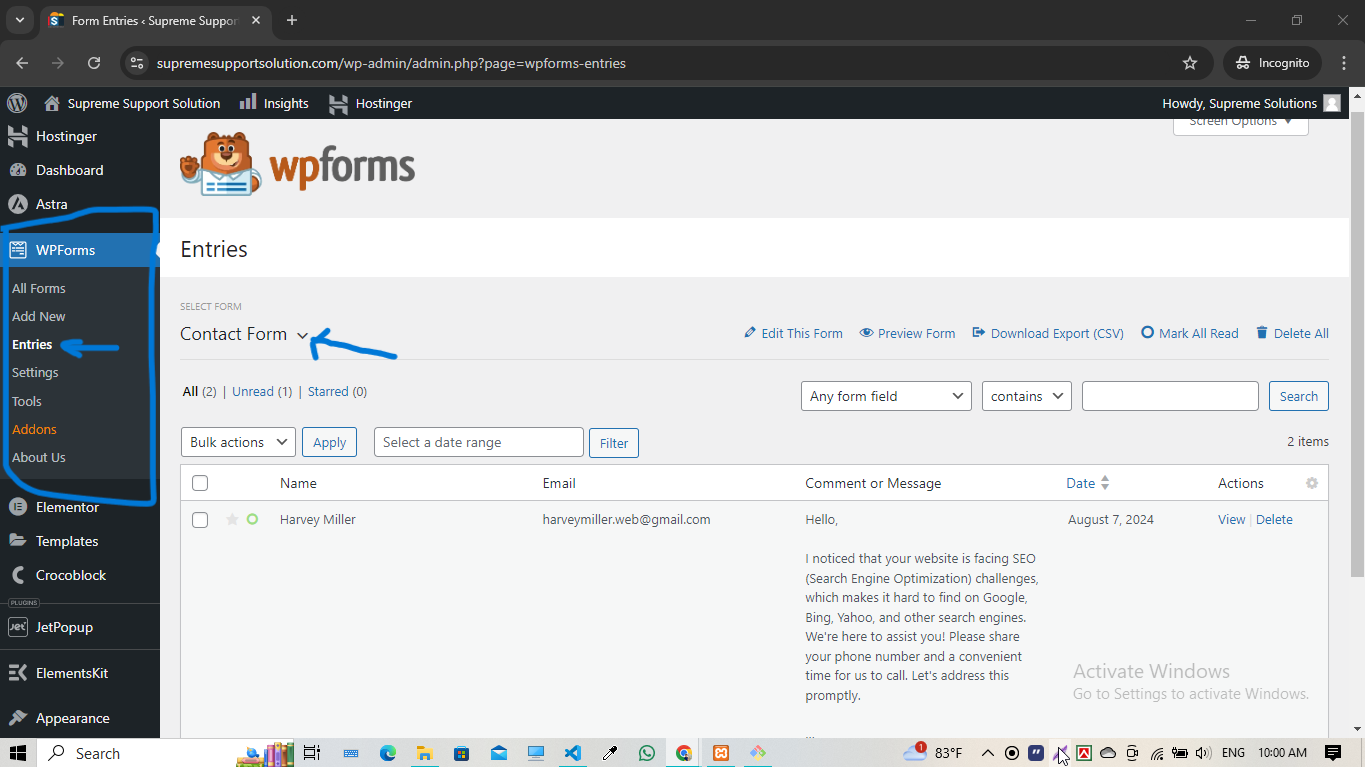 Form Entries ‹ Supreme Suppor
supremesupportsolution.com/wp-admin/admin.php?page=wpforms-entries
Incognito
Supreme Support Solution
Insights
Hostinger
Howdy, Supreme Solutions
Hostinger
Dashboard
Astra
WPForms
All Forms
Add New
Entries
Settings
Tools
Addons
About Us
Elementor
Templates
Crocoblock
PLUGINS
Jet JetPopup
ElementsKit
Appearance
Screen Options
wpforms
Entries
SELECT FORM
Contact Form
Edit This Form Preview Form Download Export (CSV) Mark All Read Delete All
All (2) | Unread (1) | Starred (0)
Any form field contains Search
Bulk actions Apply Select a date range Filter 2 items
Name Email Comment or Message Date Actions
Harvey Miller harveymiller.web@gmail.com Hello, August 7, 2024 View | Delete
I noticed that your website is facing SEO
(Search Engine Optimization) challenges,
which makes it hard to find on Google,
Bing, Yahoo, and other search engines.
We're here to assist you! Please share
your phone number and a convenient
time for us to call. Let's address this
promptly.
Activate Windows
Go to Settings to activate Windows.
Search
1
83°F
ENG
10:00 AM